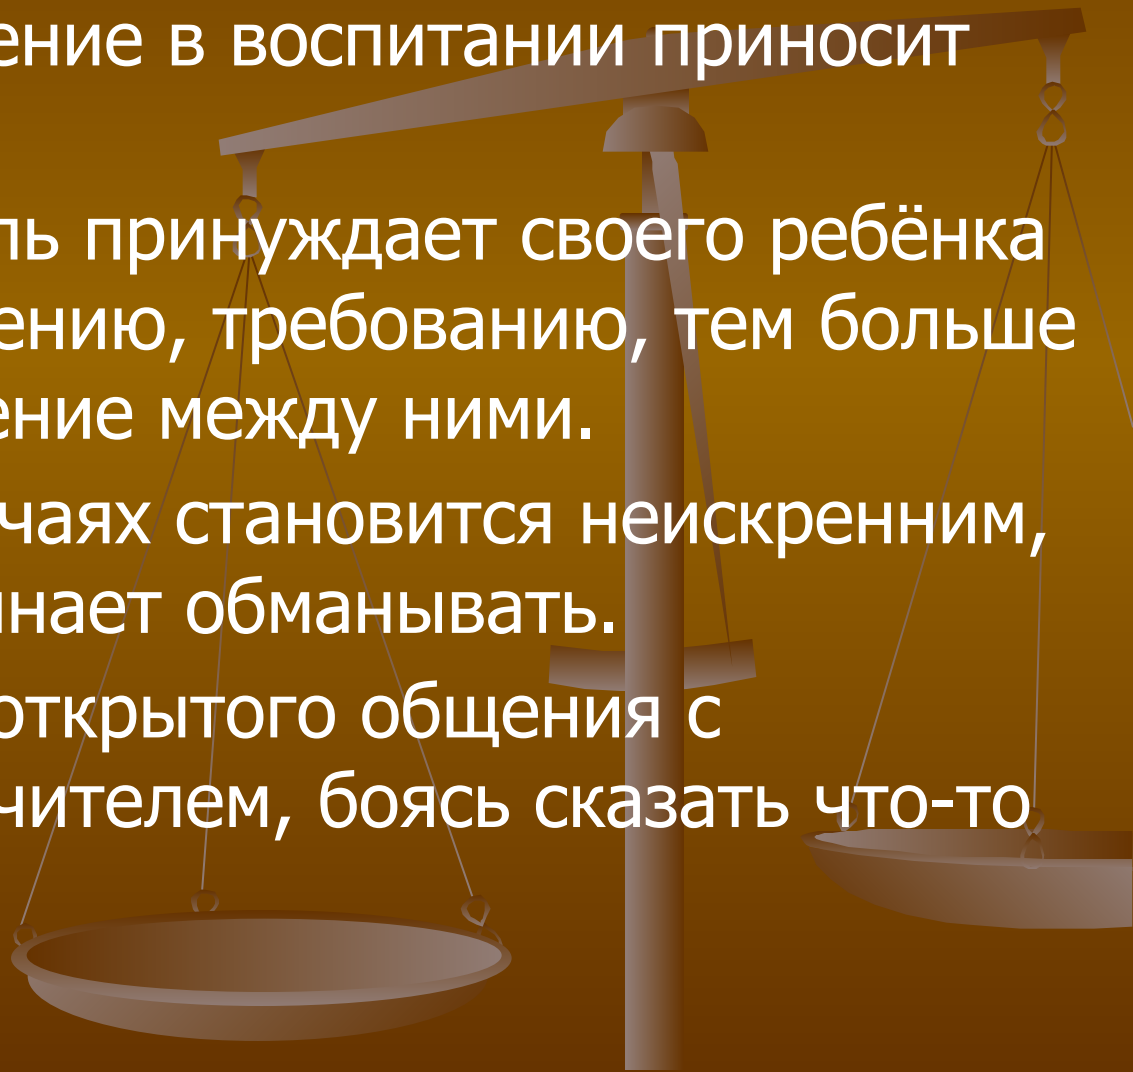 ение в воспитании приносит
ль принуждает своего ребёнка
ению, требованию, тем больше
ение между ними.
чаях становится неискренним,
инает обманывать.
открытого общения с
чителем, боясь сказать что-то